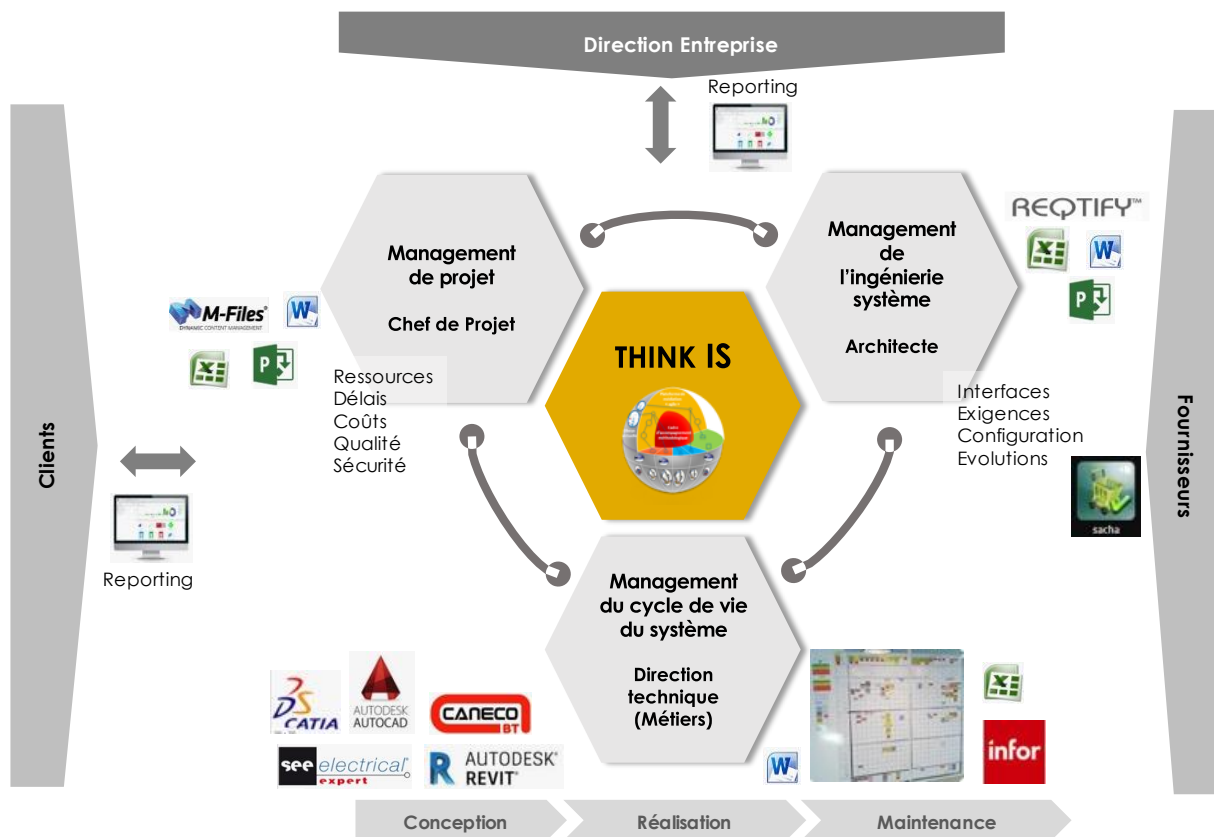 Direction Entreprise
Reporting
REQTIFY™
Management
de projet
Chef de Projet
Management
de
l'ingénierie
système
Architecte
M-Files®
DYNAMIC CONTENT MANAGEMENT
W
W
P
P
THINK IS
Ressources
Délais
Coûts
Qualité
Sécurité
Interfaces
Exigences
Configuration
Evolutions
sacha
Clients
Fournisseurs
Reporting
Management
du cycle de vie
du système
Direction
technique
(Métiers)
CATIA
AUTODESK
AUTOCAD
CANECO
BT
see electrical
expert
R AUTODESK®
REVIT®
W
infor
Conception
Réalisation
Maintenance